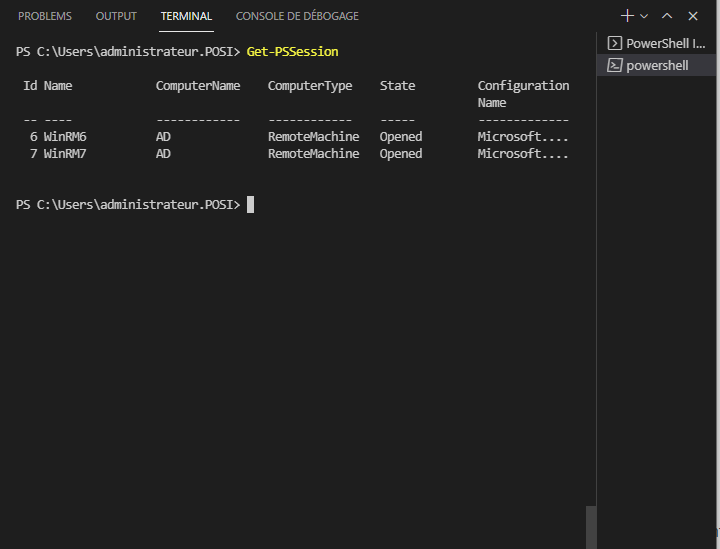 PROBLEMS OUTPUT TERMINAL CONSOLE DE DÉBOGAGE
PowerShell I...
powershell
PS C:\Users\administrateur.POSI> Get-PSSession
Id Name ComputerName ComputerType State Configuration
Name
-- ---- ------------ ------------ ----- -------------
6 WinRM6 AD RemoteMachine Opened Microsoft....
7 WinRM7 AD RemoteMachine Opened Microsoft....
PS C:\Users\administrateur.POSI>